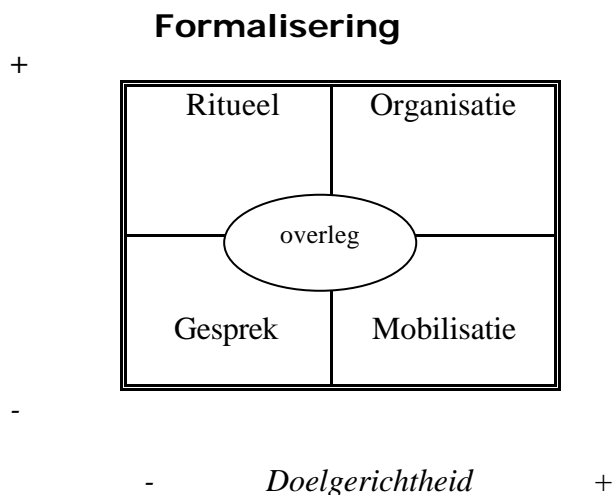 Formalisering
+
Ritueel Organisatie
overleg
Gesprek Mobilisatie
-
- Doelgerichtheid +